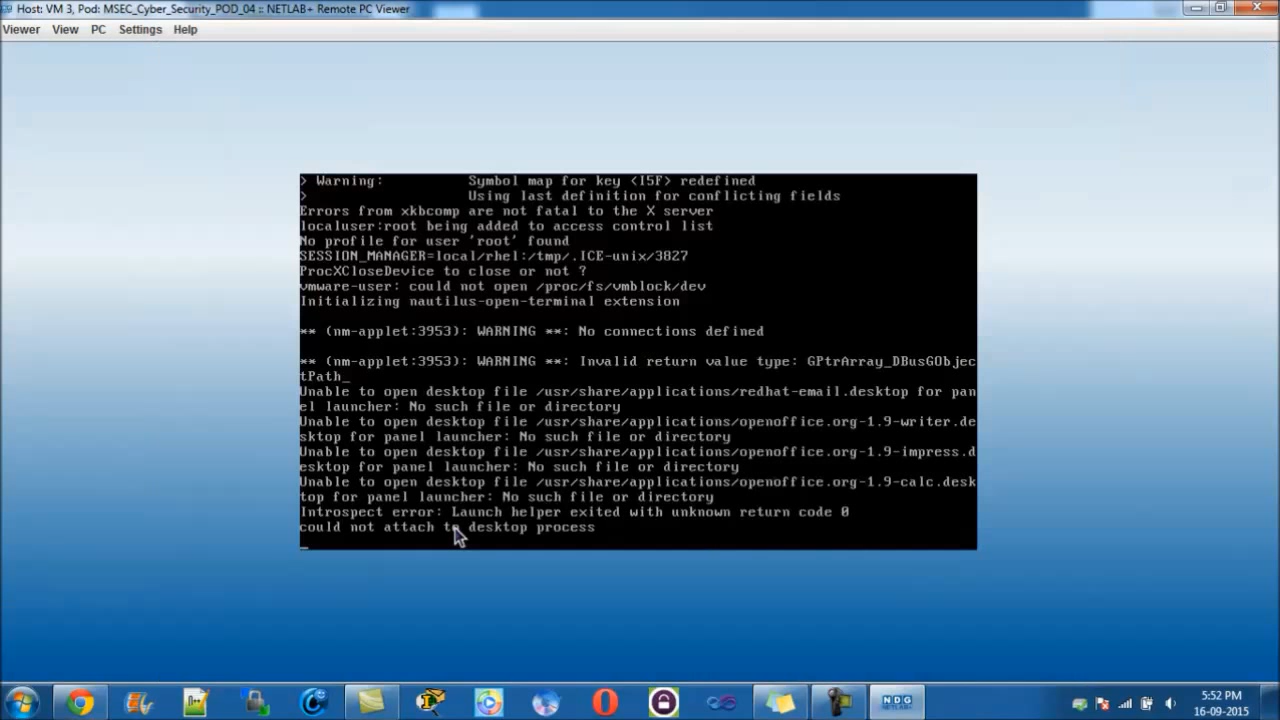 Host: VM 3, Pod: MSEC_Cyber_Security_POD_04 :: NETLAB+ Remote PC Viewer
Viewer View PC Settings Help
> Warning: Symbol map for key <I5F> redefined
> Using last definition for conflicting fields
Errors from xkbcomp are not fatal to the X server
localuser:root being added to access control list
No profile for user 'root' found
SESSION_MANAGER=local/rhel:/tmp/.ICE-unix/3827
ProcXCloseDevice to close or not ?
vmware-user: could not open /proc/fs/vmblock/dev
Initializing nautilus-open-terminal extension
** (nm-applet:3953): WARNING **: No connections defined
** (nm-applet:3953): WARNING **: Invalid return value type: GPtrArray_DBusGObjec
tPath_
Unable to open desktop file /usr/share/applications/redhat-email.desktop for pan
el launcher: No such file or directory
Unable to open desktop file /usr/share/applications/openoffice.org-1.9-writer.de
sktop for panel launcher: No such file or directory
Unable to open desktop file /usr/share/applications/openoffice.org-1.9-impress.d
esktop for panel launcher: No such file or directory
Unable to open desktop file /usr/share/applications/openoffice.org-1.9-calc.desk
top for panel launcher: No such file or directory
Introspect error: Launch helper exited with unknown return code 0
could not attach to desktop process
NDG
NETLAB+
5:52 PM
16-09-2015